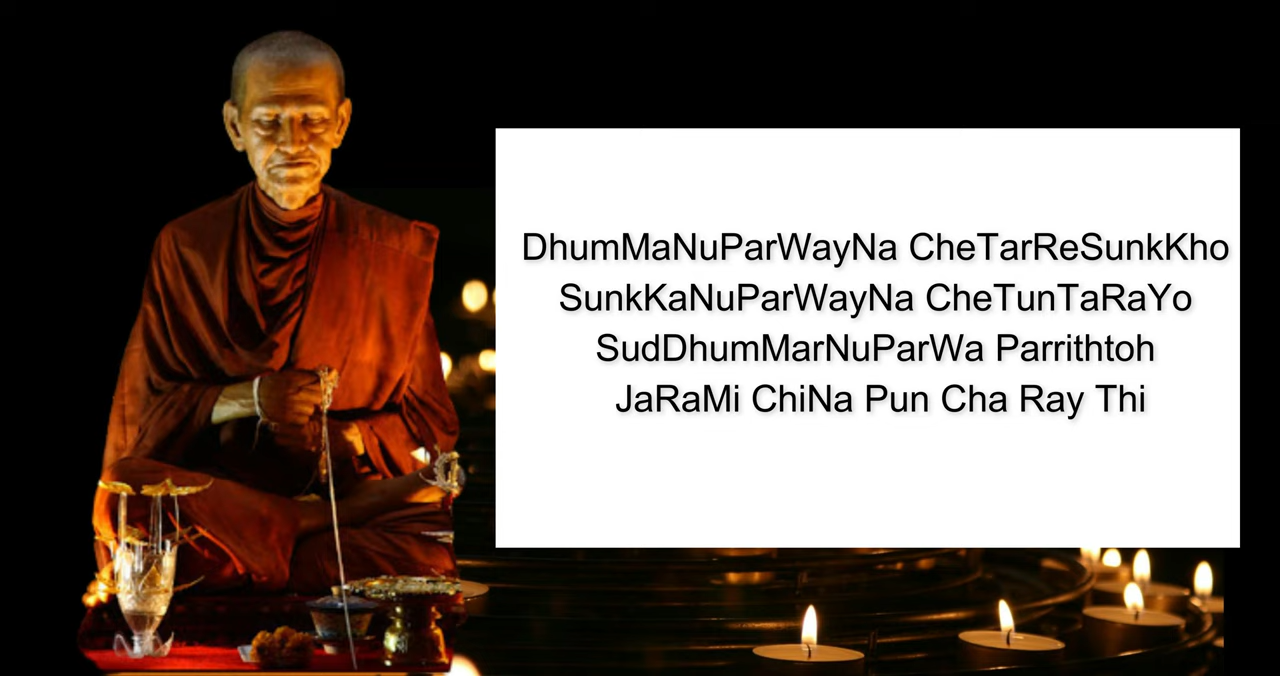 DhumMaNuParWayNa CheTarReSunkKho
SunkKaNuParWayNa CheTunTaRaYo
SudDhumMarNuParWa Parrithtoh
JaRaMi ChiNa Pun Cha Ray Thi